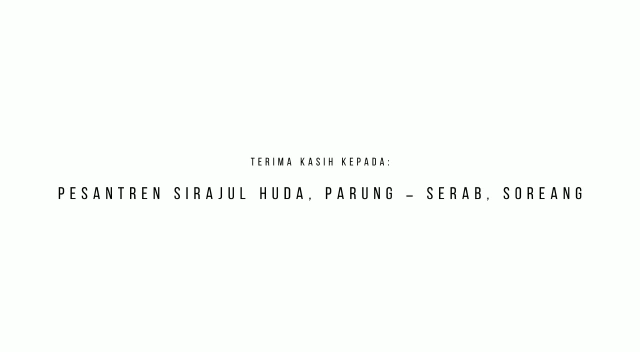 TERIMA KASIH KEPADA:
PESANTREN SIRAJUL HUDA, PARUNG – SERAB, SOREANG